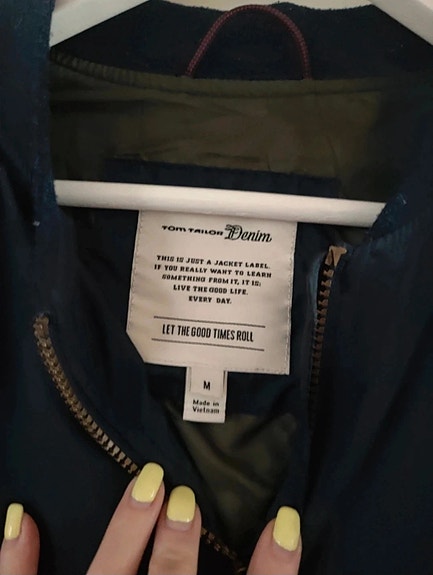 TOM TAILOR Denim
THIS IS JUST A JACKET LABEL.
IF YOU REALLY WANT TO LEARN
SOMETHING FROM IT, IT IS:
LIVE THE GOOD LIFE.
EVERY DAY.
LET THE GOOD TIMES ROLL
M
Made in
Vietnam